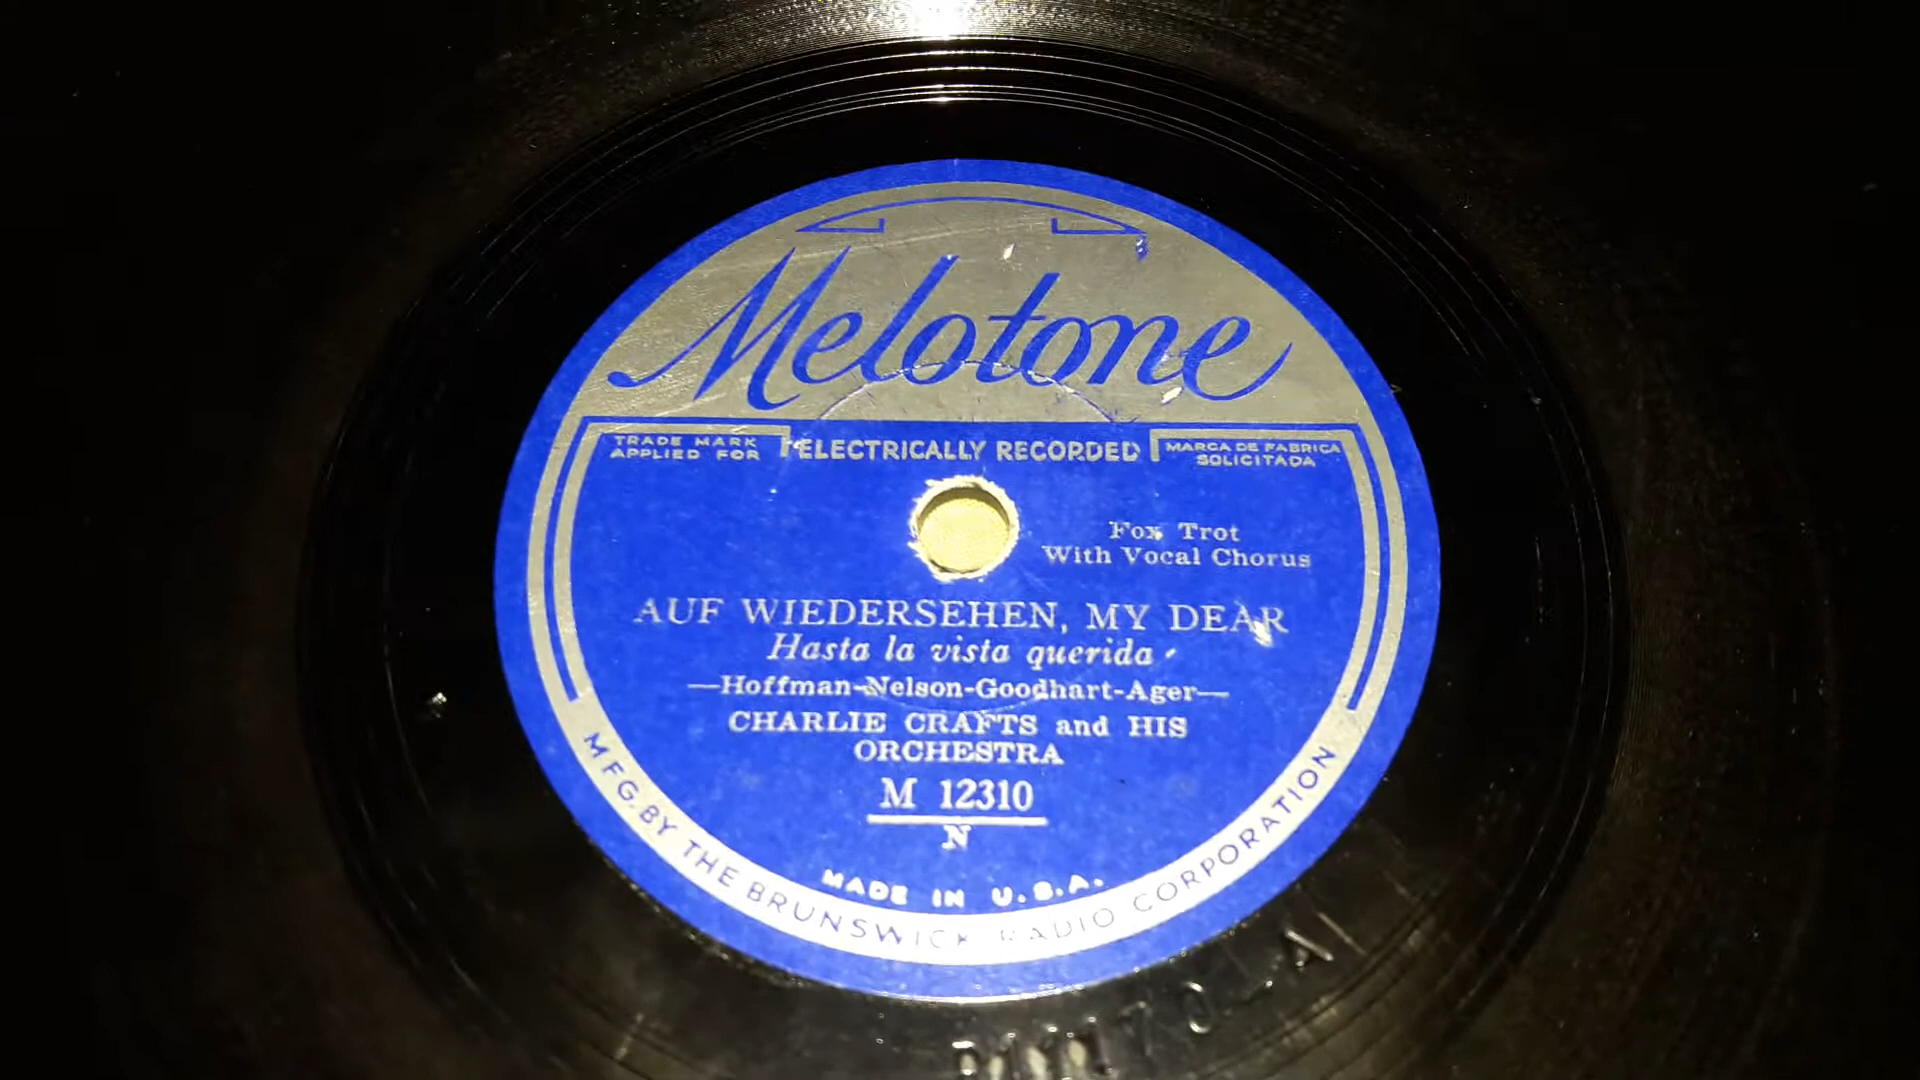 Melotone
TRADE MARK
APPLIED FOR
ELECTRICALLY RECORDED
MARCA DE FABRICA
SOLICITADA
Fox Trot
With Vocal Chorus
AUF WIEDERSEHEN, MY DEAR
Hasta la vista querida
—Hoffman-Nelson-Goodhart-Ager—
CHARLIE CRAFTS and HIS
ORCHESTRA
M 12310
N
MADE IN U.S.A.
MFG. BY THE BRUNSWICK RADIO CORPORATION